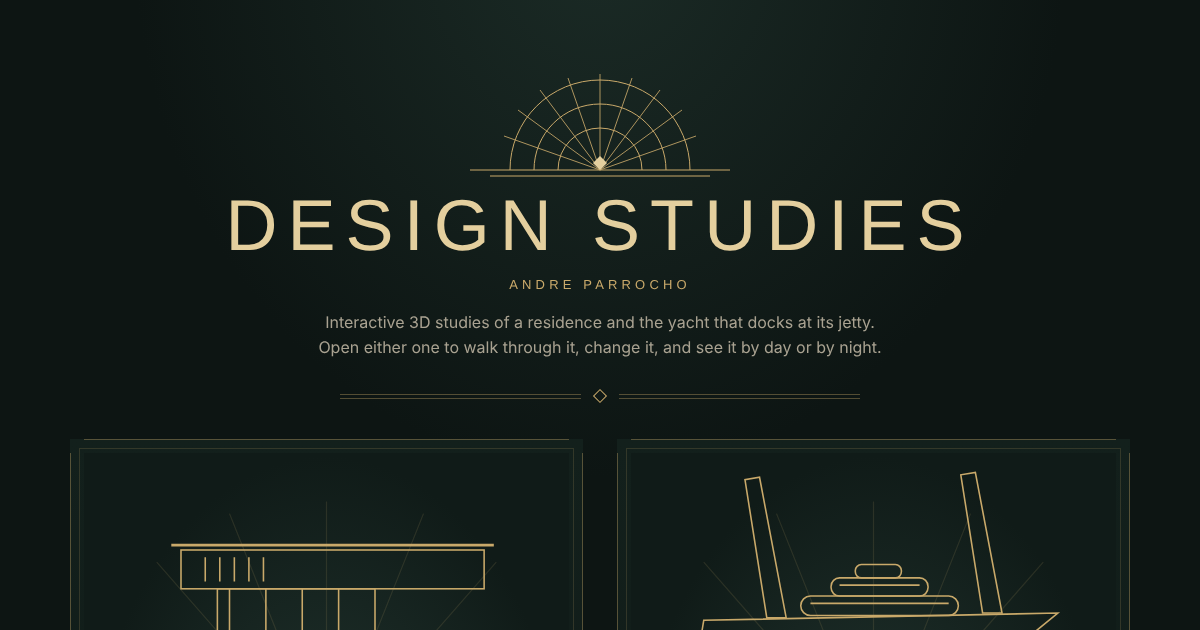 DESIGN STUDIES
ANDRE PARROCHO
Interactive 3D studies of a residence and the yacht that docks at its jetty.
Open either one to walk through it, change it, and see it by day or by night.